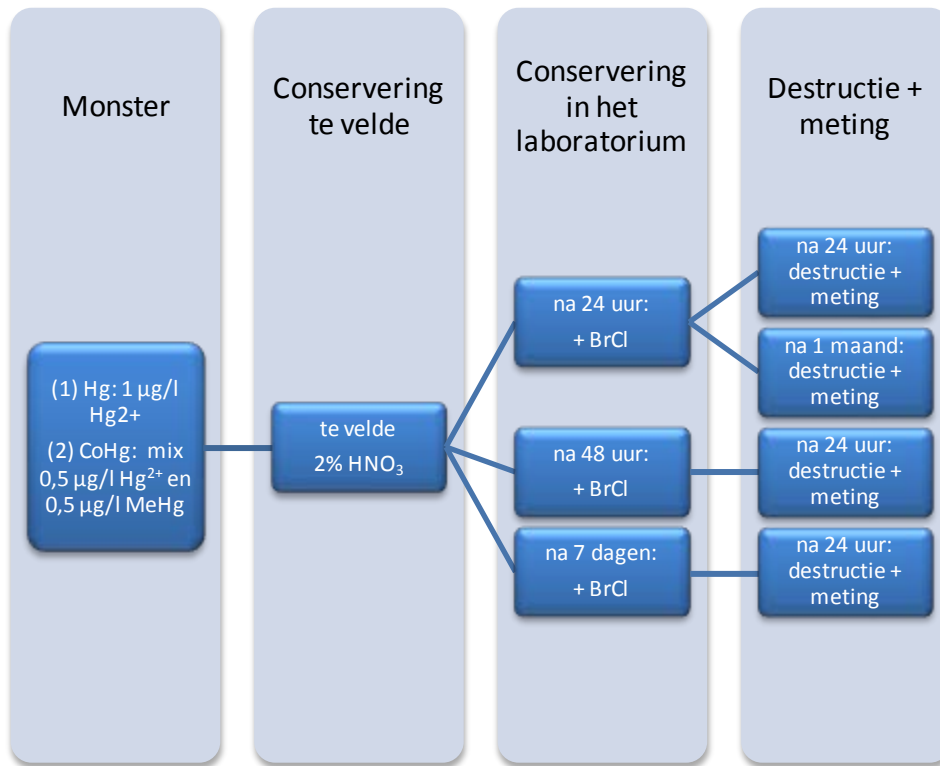 Monster
Conservering
te velde
Conservering
in het
laboratorium
Destructie +
meting
(1) Hg: 1 µg/l
Hg2+
(2) CoHg: mix
0,5 µg/l Hg²⁺ en
0,5 µg/l MeHg
te velde
2% HNO₃
na 24 uur:
+ BrCl
na 48 uur:
+ BrCl
na 7 dagen:
+ BrCl
na 24 uur:
destructie +
meting
na 1 maand:
destructie +
meting
na 24 uur:
destructie +
meting
na 24 uur:
destructie +
meting